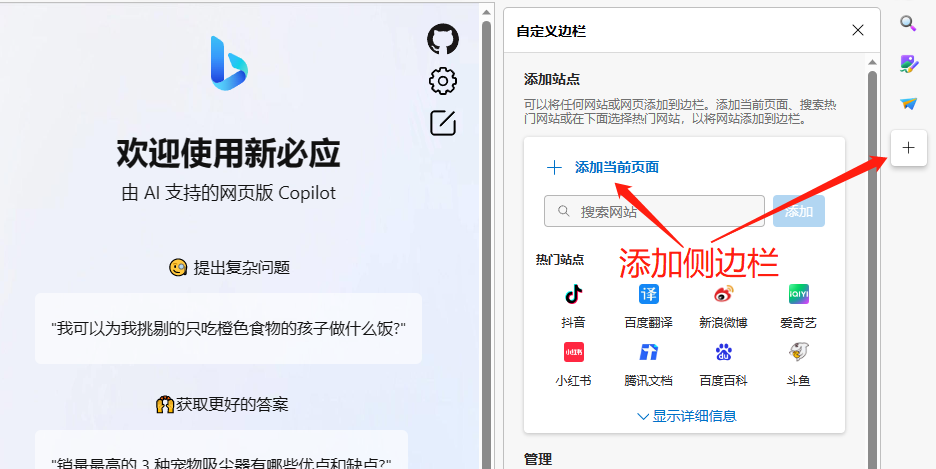 欢迎使用新必应
由 AI 支持的网页版 Copilot
提出复杂问题
"我可以为我挑剔的只吃橙色食物的孩子做什么饭?"
获取更好的答案
"销量最高的 3 种宠物吸尘器有哪些优点和缺点?"
自定义边栏
添加站点
可以将任何网站或网页添加到边栏。添加当前页面、搜索热
门网站或在下面选择热门网站，以将网站添加到边栏。
添加当前页面
搜索网站
添加
添加侧边栏
热门站点
译
iQIYI
抖音
百度翻译
新浪微博
爱奇艺
小红书
小红书
腾讯文档
百度百科
斗鱼
显示详细信息
管理